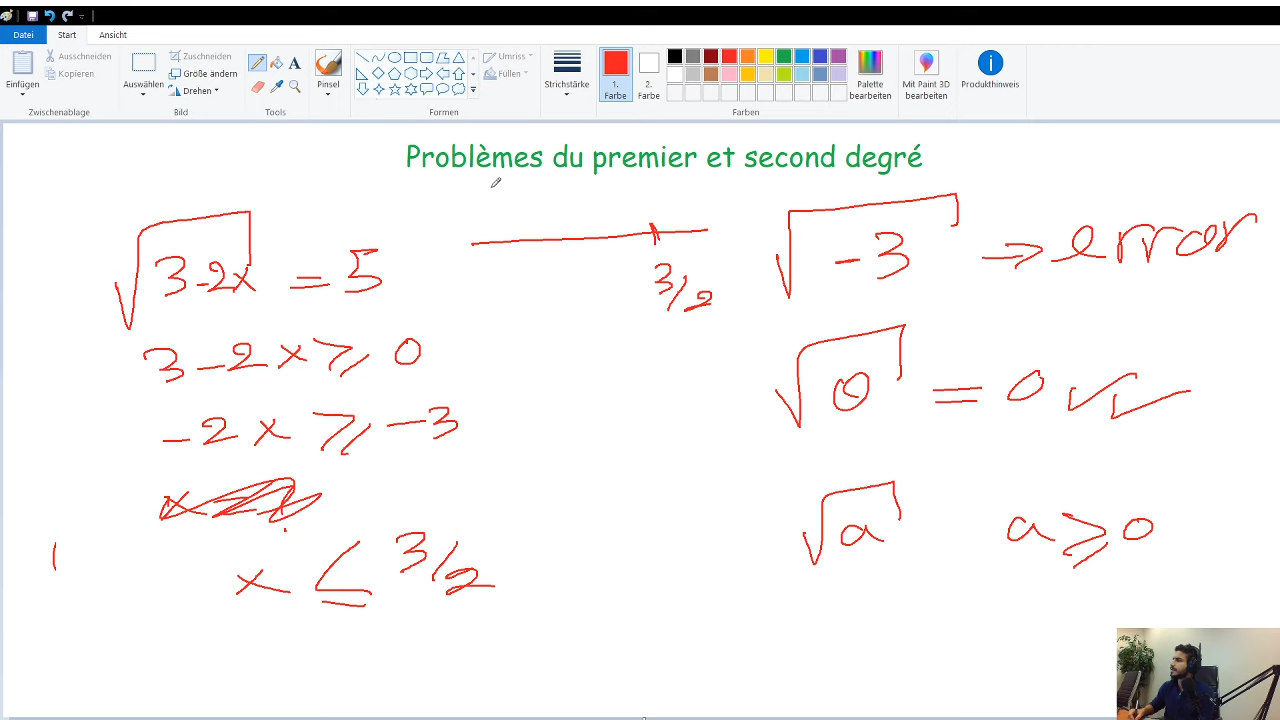 Datei Start Ansicht
Einfügen
Ausschneiden
Zwischenablage
Auswählen
Zuschneiden
Größe ändern
Drehen
Bild
Tools
Pinsel
Formen
Umriss
Füllen
Strichstärke
1. Farbe
2. Farbe
Farben
Palette bearbeiten
Mit Paint 3D bearbeiten
Produkthinweis
Problèmes du premier et second degré
√3-2x = 5
3-2x ≥ 0
-2x ≥ -3
x ≤ 3/2
3/2
√-3 → error
√0 = 0 ✓✓
√a a ≥ 0